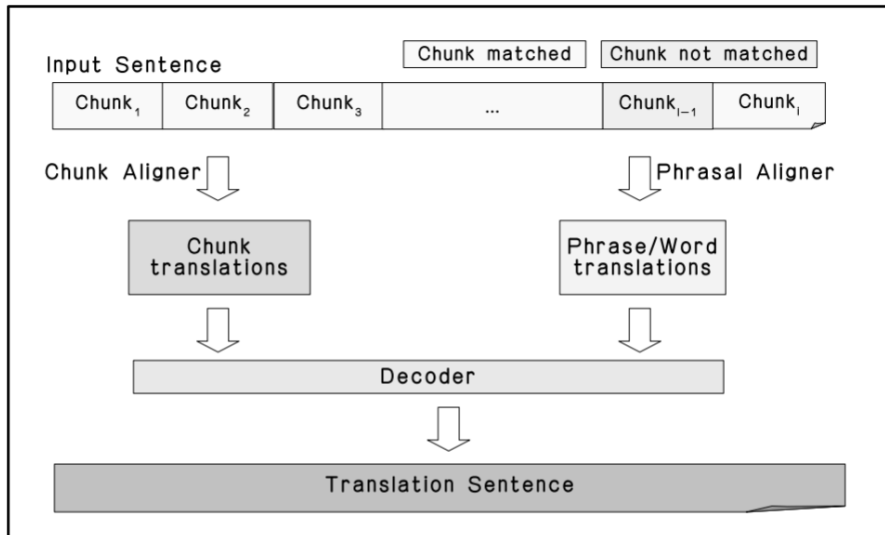 Chunk matched Chunk not matched
Input Sentence
Chunk1 Chunk2 Chunk3 ... Chunki-1 Chunki
Chunk Aligner Phrasal Aligner
Chunk Phrase/Word
translations translations
Decoder
Translation Sentence